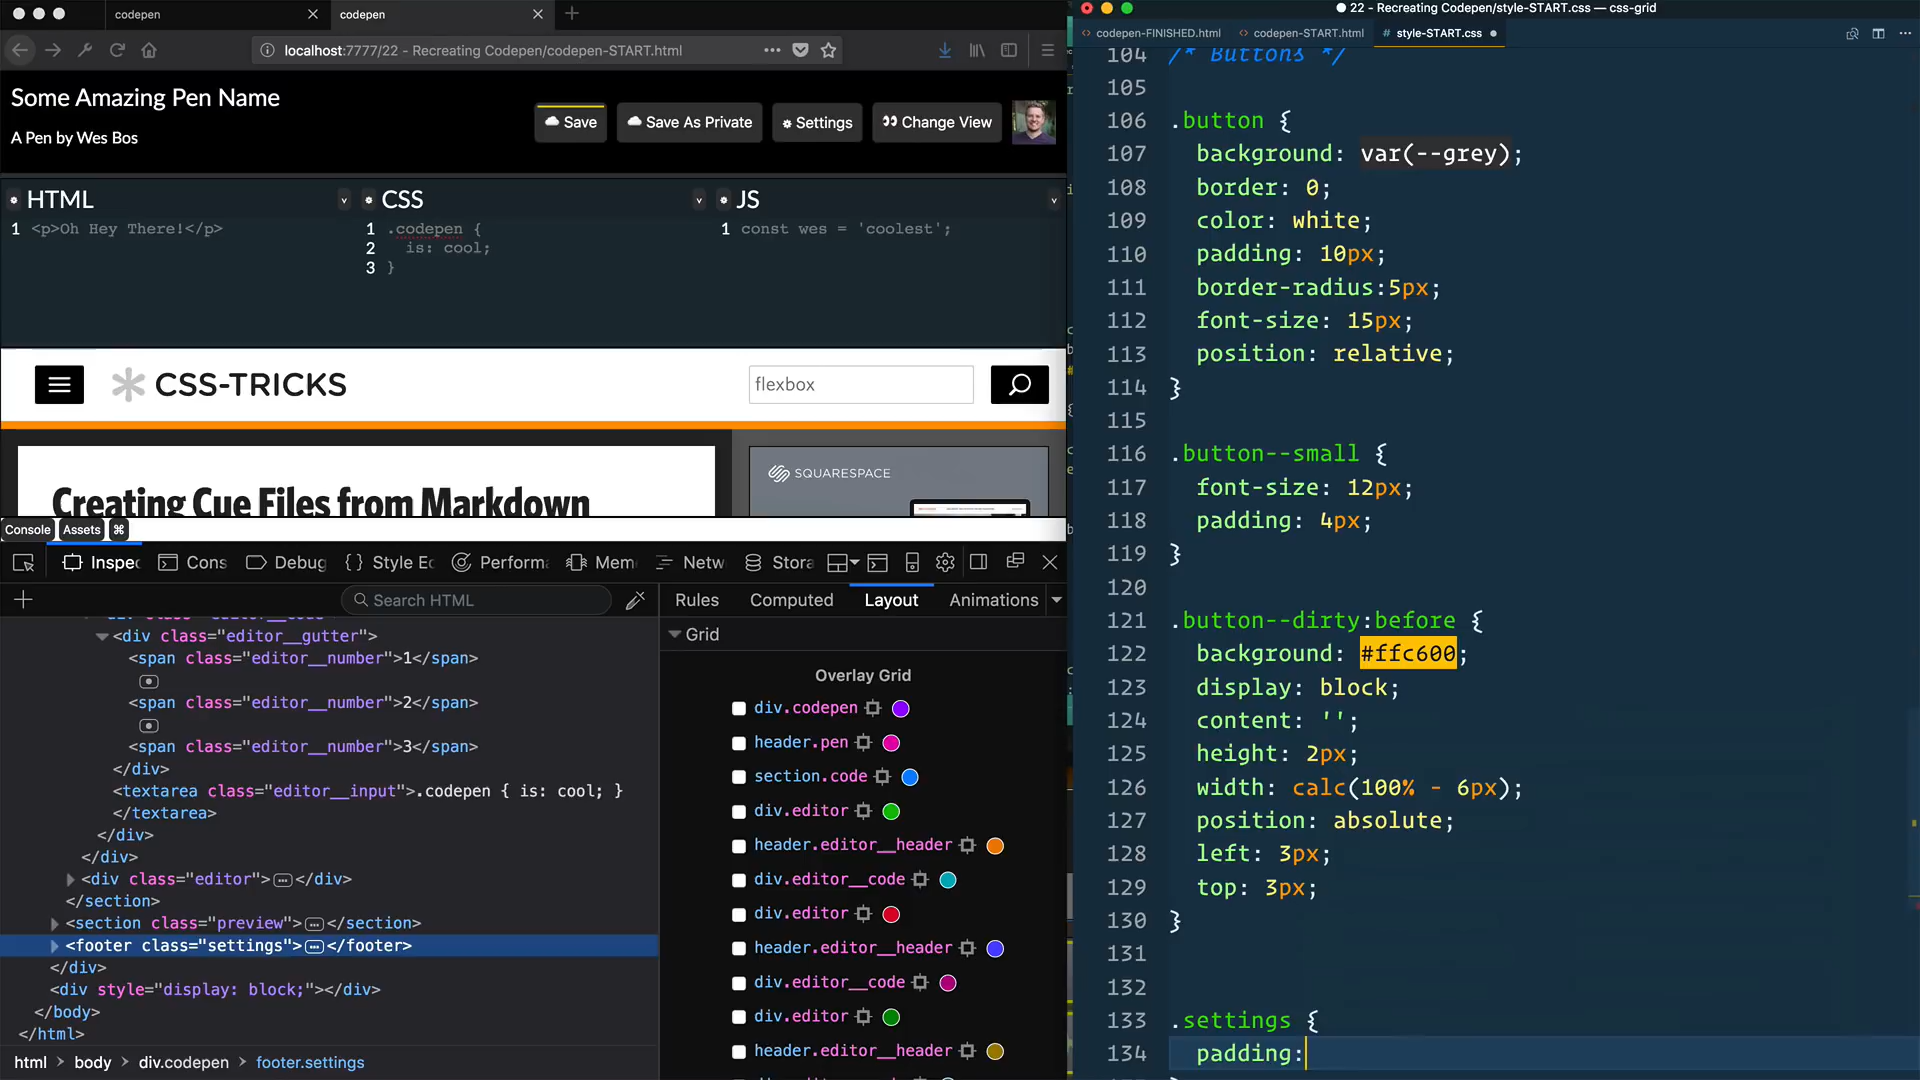 codepen
codepen
localhost:7777/22 - Recreating Codepen/codepen-START.html
Some Amazing Pen Name
A Pen by Wes Bos
Save
Save As Private
Settings
Change View
HTML
CSS
JS
1 <p>Oh Hey There!</p>
1 .codepen {
2 is: cool;
3 }
1 const wes = 'coolest';
CSS-TRICKS
flexbox
Creating Cue Files from Markdown
SQUARESPACE
Console
Assets
⌘
Inspec
Cons
Debug
Style Ec
Performa
Mem
Netw
Stora
Search HTML
Rules
Computed
Layout
Animations
<div class="editor__gutter">
<span class="editor__number">1</span>
<span class="editor__number">2</span>
<span class="editor__number">3</span>
</div>
<textarea class="editor__input">.codepen { is: cool; }
</textarea>
</div>
</div>
<div class="editor"></div>
</section>
<section class="preview"></section>
<footer class="settings"></footer>
</div>
<div style="display: block;"></div>
</body>
</html>
html > body > div.codepen > footer.settings
Grid
Overlay Grid
div.codepen
header.pen
section.code
div.editor
header.editor__header
div.editor__code
div.editor
header.editor__header
div.editor__code
div.editor
header.editor__header
22 - Recreating Codepen/style-START.css — css-grid
codepen-FINISHED.html
codepen-START.html
# style-START.css
104 /* Buttons */
105
106 .button {
107 background: var(--grey);
108 border: 0;
109 color: white;
110 padding: 10px;
111 border-radius:5px;
112 font-size: 15px;
113 position: relative;
114 }
115
116 .button--small {
117 font-size: 12px;
118 padding: 4px;
119 }
120
121 .button--dirty:before {
122 background: #ffc600;
123 display: block;
124 content: '';
125 height: 2px;
126 width: calc(100% - 6px);
127 position: absolute;
128 left: 3px;
129 top: 3px;
130 }
131
132
133 .settings {
134 padding: